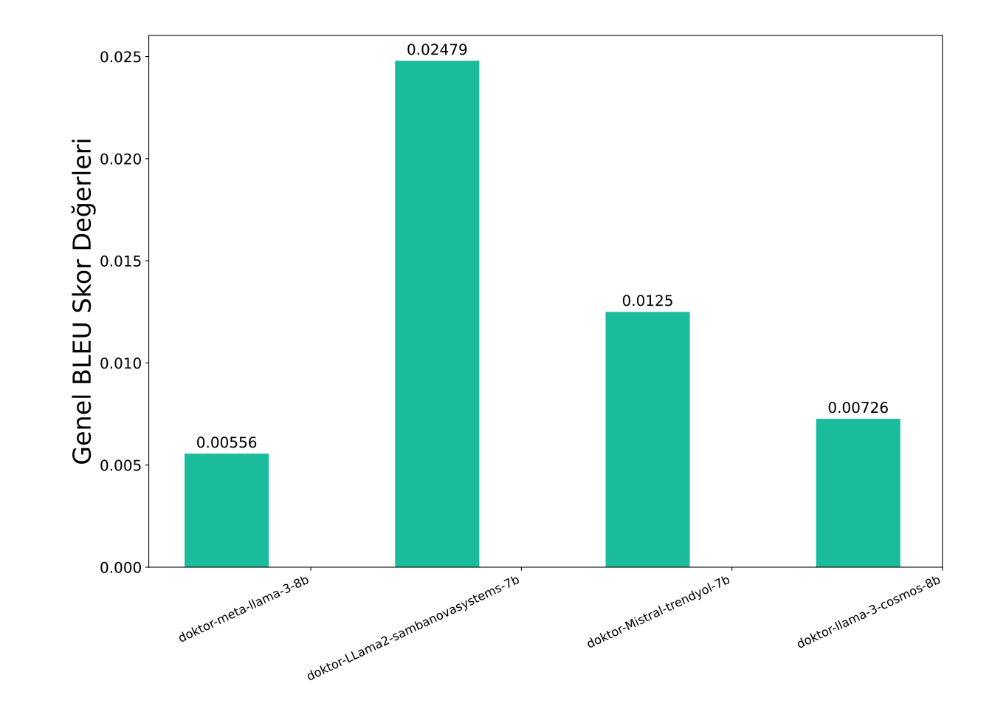 Genel BLEU Skor Değerleri
0.025
0.020
0.015
0.010
0.005
0.000
0.00556
0.02479
0.0125
0.00726
doktor-meta-llama-3-8b
doktor-LLama2-sambanovasystems-7b
doktor-Mistral-trendyol-7b
doktor-llama-3-cosmos-8b